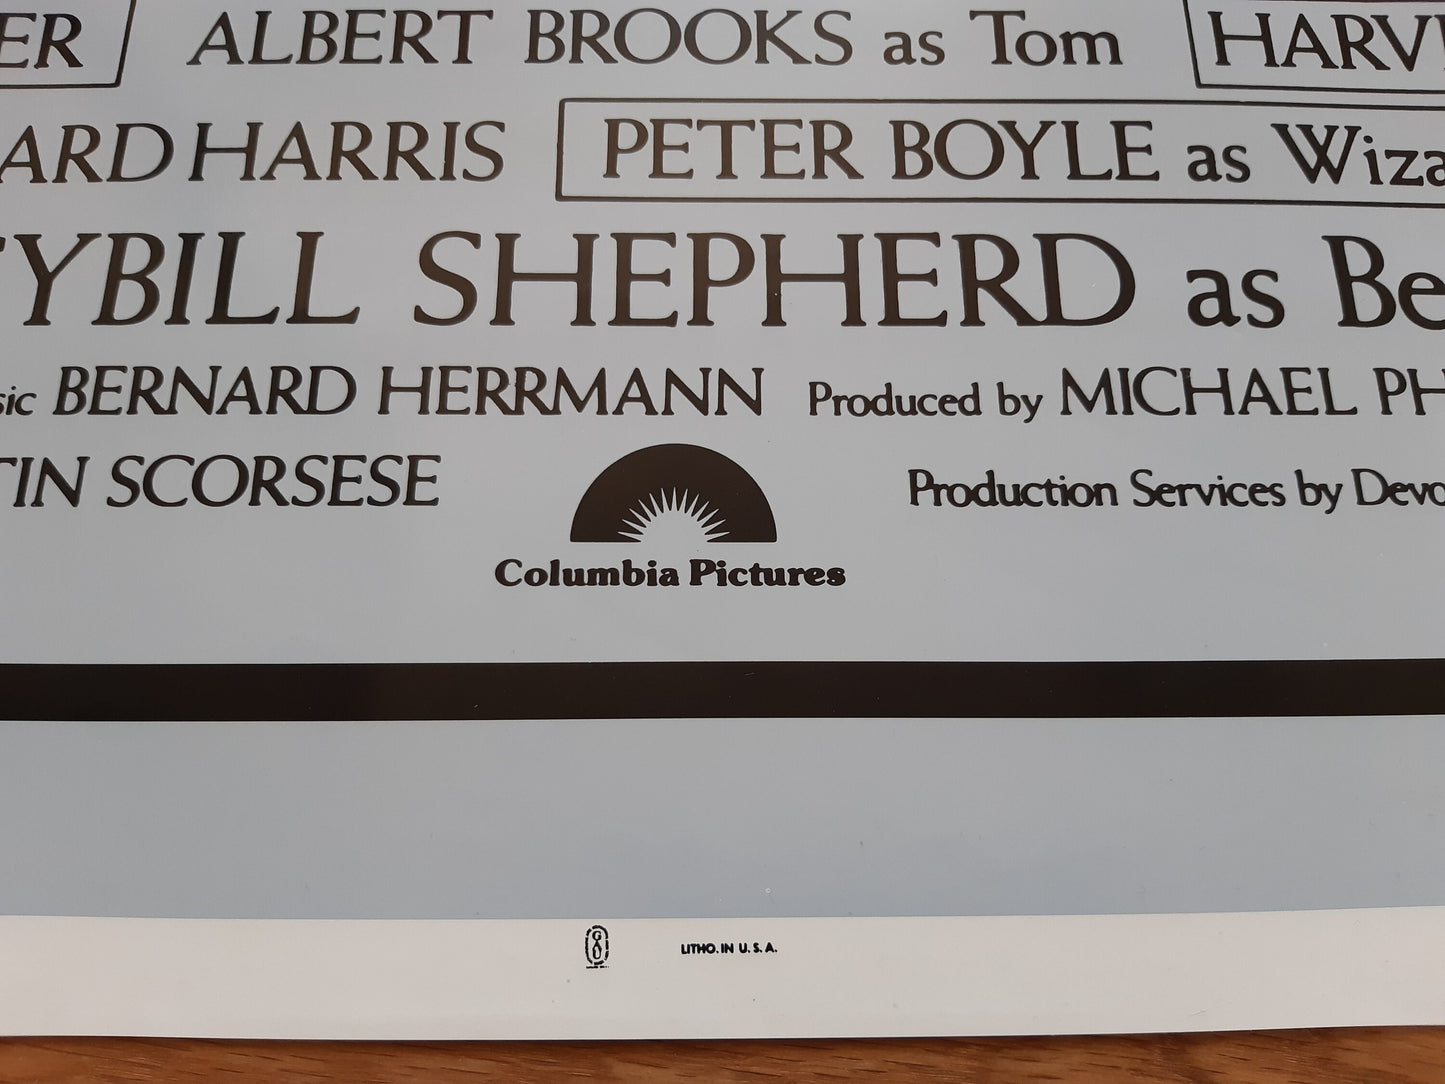 ER ALBERT BROOKS as Tom HARV
ARD HARRIS PETER BOYLE as Wiza
YBILL SHEPHERD as Be
sic BERNARD HERRMANN Produced by MICHAEL PH
TIN SCORSESE Production Services by Devo
Columbia Pictures
LITHO. IN U. S. A.